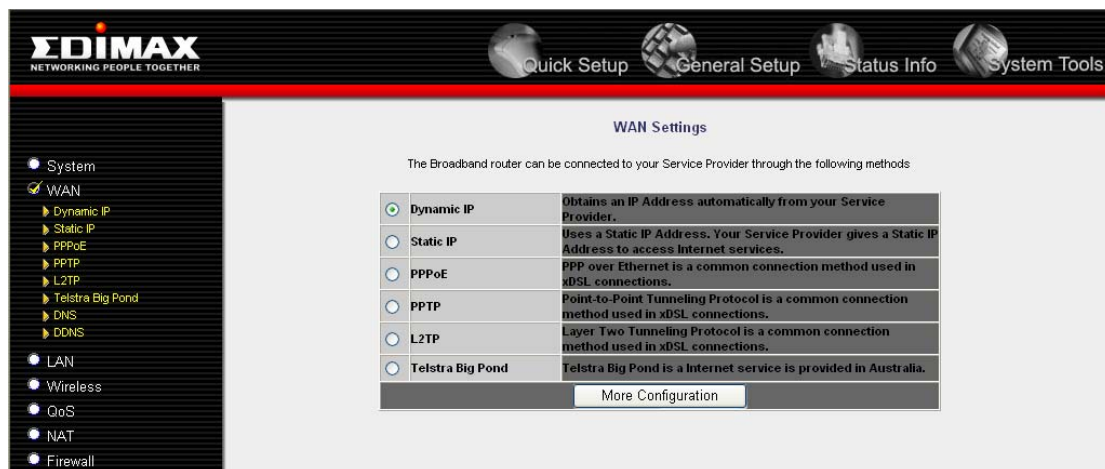 EDIMAX
NETWORKING PEOPLE TOGETHER
Quick Setup
General Setup
Status Info
System Tools
System
WAN
Dynamic IP
Static IP
PPPoE
PPTP
L2TP
Telstra Big Pond
DNS
DDNS
LAN
Wireless
QoS
NAT
Firewall
WAN Settings
The Broadband router can be connected to your Service Provider through the following methods
Dynamic IP
Obtains an IP Address automatically from your Service
Provider.
Static IP
Uses a Static IP Address. Your Service Provider gives a Static IP
Address to access Internet services.
PPPoE
PPP over Ethernet is a common connection method used in
xDSL connections.
PPTP
Point-to-Point Tunneling Protocol is a common connection
method used in xDSL connections.
L2TP
Layer Two Tunneling Protocol is a common connection
method used in xDSL connections.
Telstra Big Pond
Telstra Big Pond is a Internet service is provided in Australia.
More Configuration